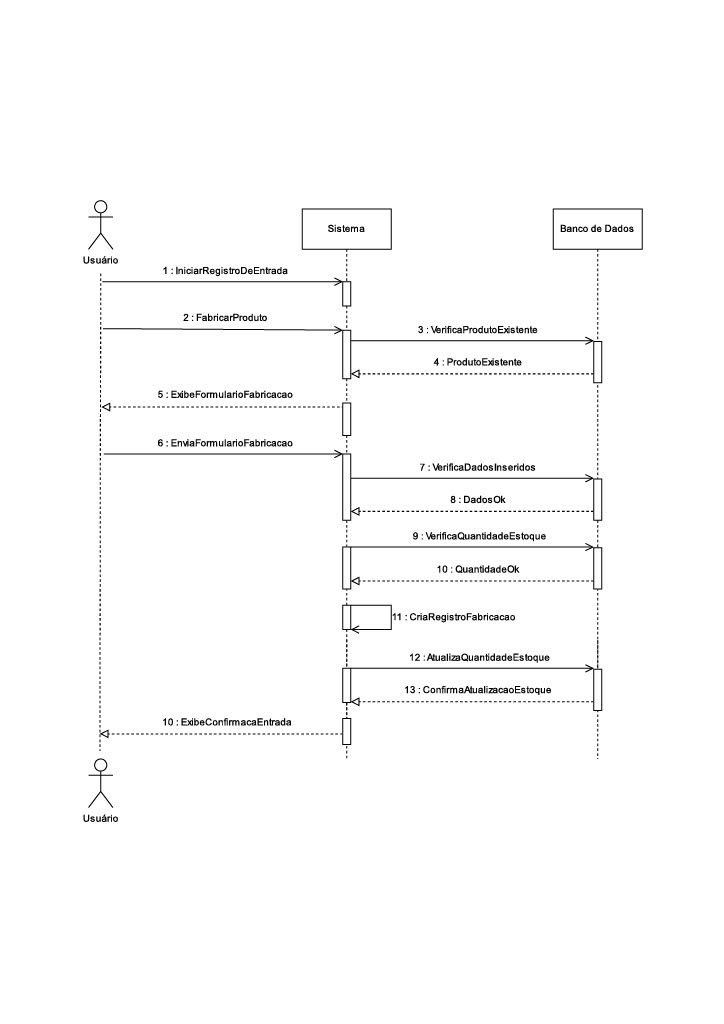 Sistema
Banco de Dados
Usuário
1 : IniciarRegistroDeEntrada
2 : FabricarProduto
3 : VerificaProdutoExistente
4 : ProdutoExistente
5 : ExibeFormularioFabricacao
6 : EnviaFormularioFabricacao
7 : VerificaDadosInseridos
8 : DadosOk
9 : VerificaQuantidadeEstoque
10 : QuantidadeOk
11 : CriaRegistroFabricacao
12 : AtualizaQuantidadeEstoque
13 : ConfirmaAtualizacaoEstoque
10 : ExibeConfirmacaEntrada
Usuário